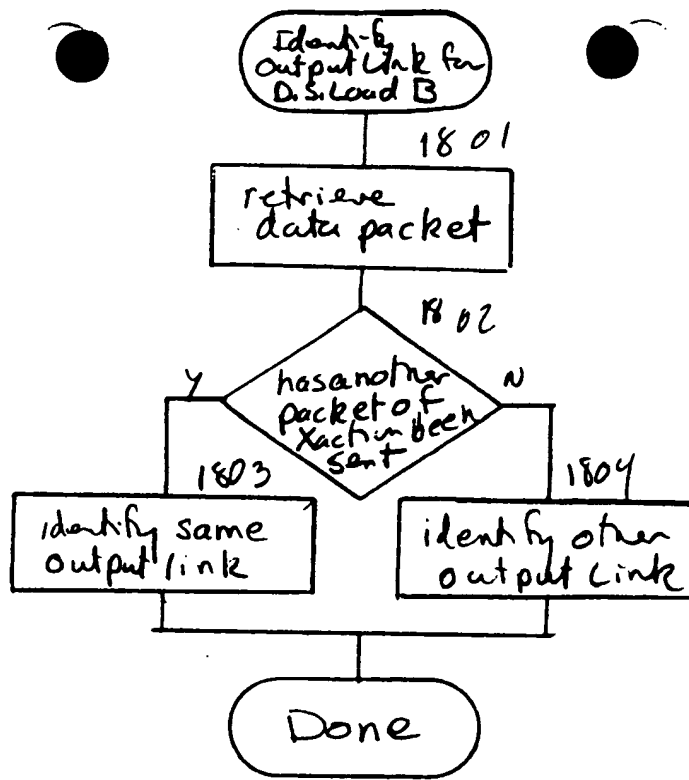 Identify
Output Link for
D.S. Load B
1801
retrieve
data packet
1802
has another
packet of
Xaction been
sent
Y
N
1803
identify same
output link
1804
identify other
output Link
Done